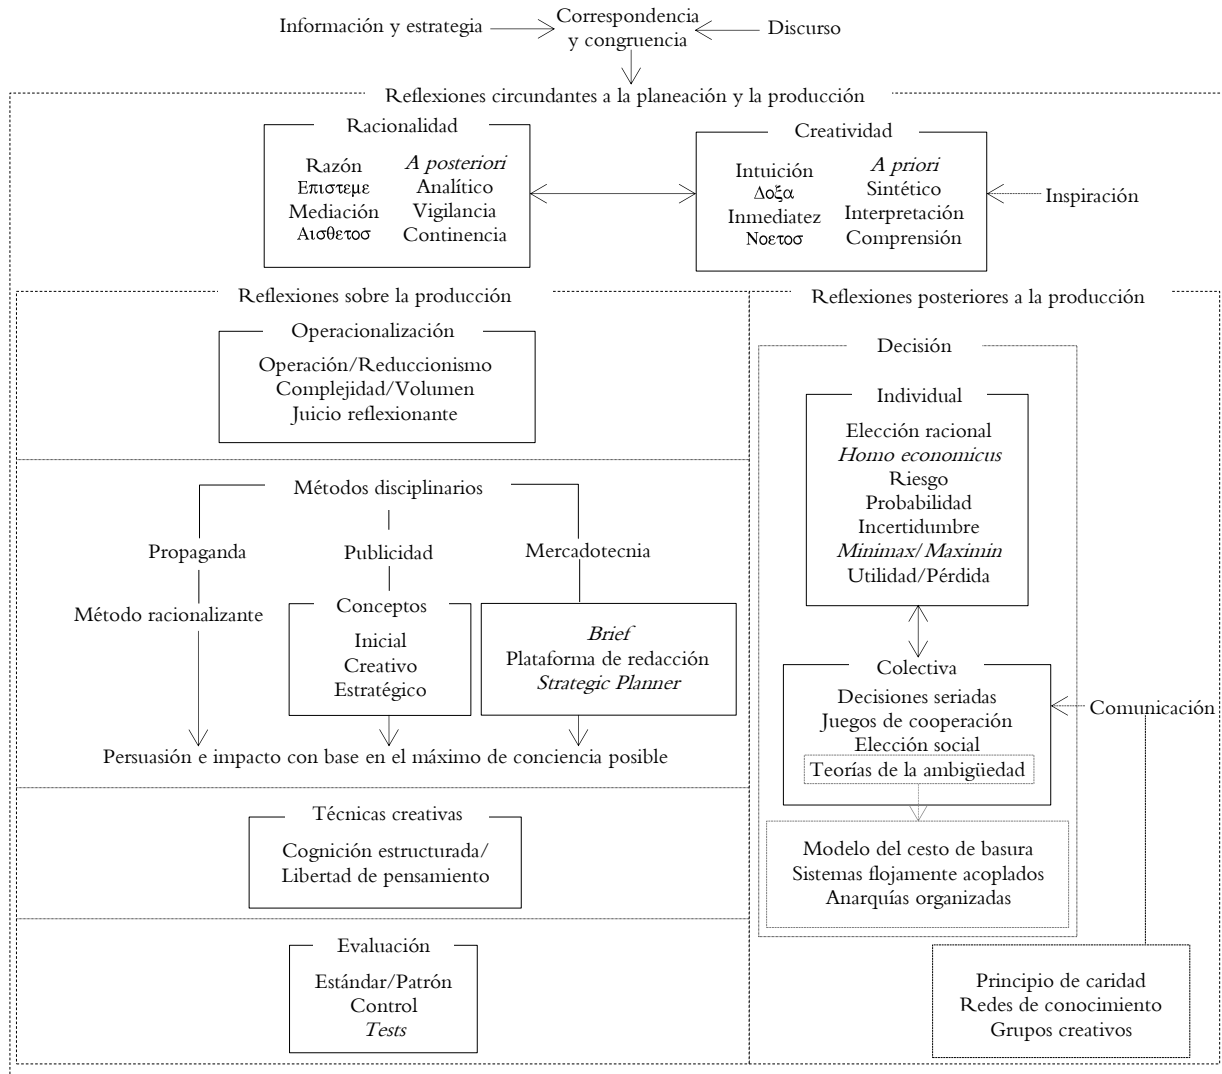 Información y estrategia
Correspondencia
y congruencia
Discurso
Reflexiones circundantes a la planeación y la producción
Racionalidad
Razón
Επιστεμε
Mediación
Αισθετοσ
A posteriori
Analítico
Vigilancia
Continencia
Creatividad
Intuición
Δοξα
Inmediatez
Νοετοσ
A priori
Sintético
Interpretación
Comprensión
Inspiración
Reflexiones sobre la producción
Operacionalización
Operación/Reduccionismo
Complejidad/Volumen
Juicio reflexionante
Métodos disciplinarios
Propaganda
Publicidad
Mercadotecnia
Método racionalizante
Conceptos
Inicial
Creativo
Estratégico
Brief
Plataforma de redacción
Strategic Planner
Persuasión e impacto con base en el máximo de conciencia posible
Técnicas creativas
Cognición estructurada/
Libertad de pensamiento
Evaluación
Estándar/Patrón
Control
Tests
Reflexiones posteriores a la producción
Decisión
Individual
Elección racional
Homo economicus
Riesgo
Probabilidad
Incertidumbre
Minimax/Maximin
Utilidad/Pérdida
Colectiva
Decisiones seriadas
Juegos de cooperación
Elección social
Teorías de la ambigüedad
Comunicación
Modelo del cesto de basura
Sistemas flojamente acoplados
Anarquías organizadas
Principio de caridad
Redes de conocimiento
Grupos creativos